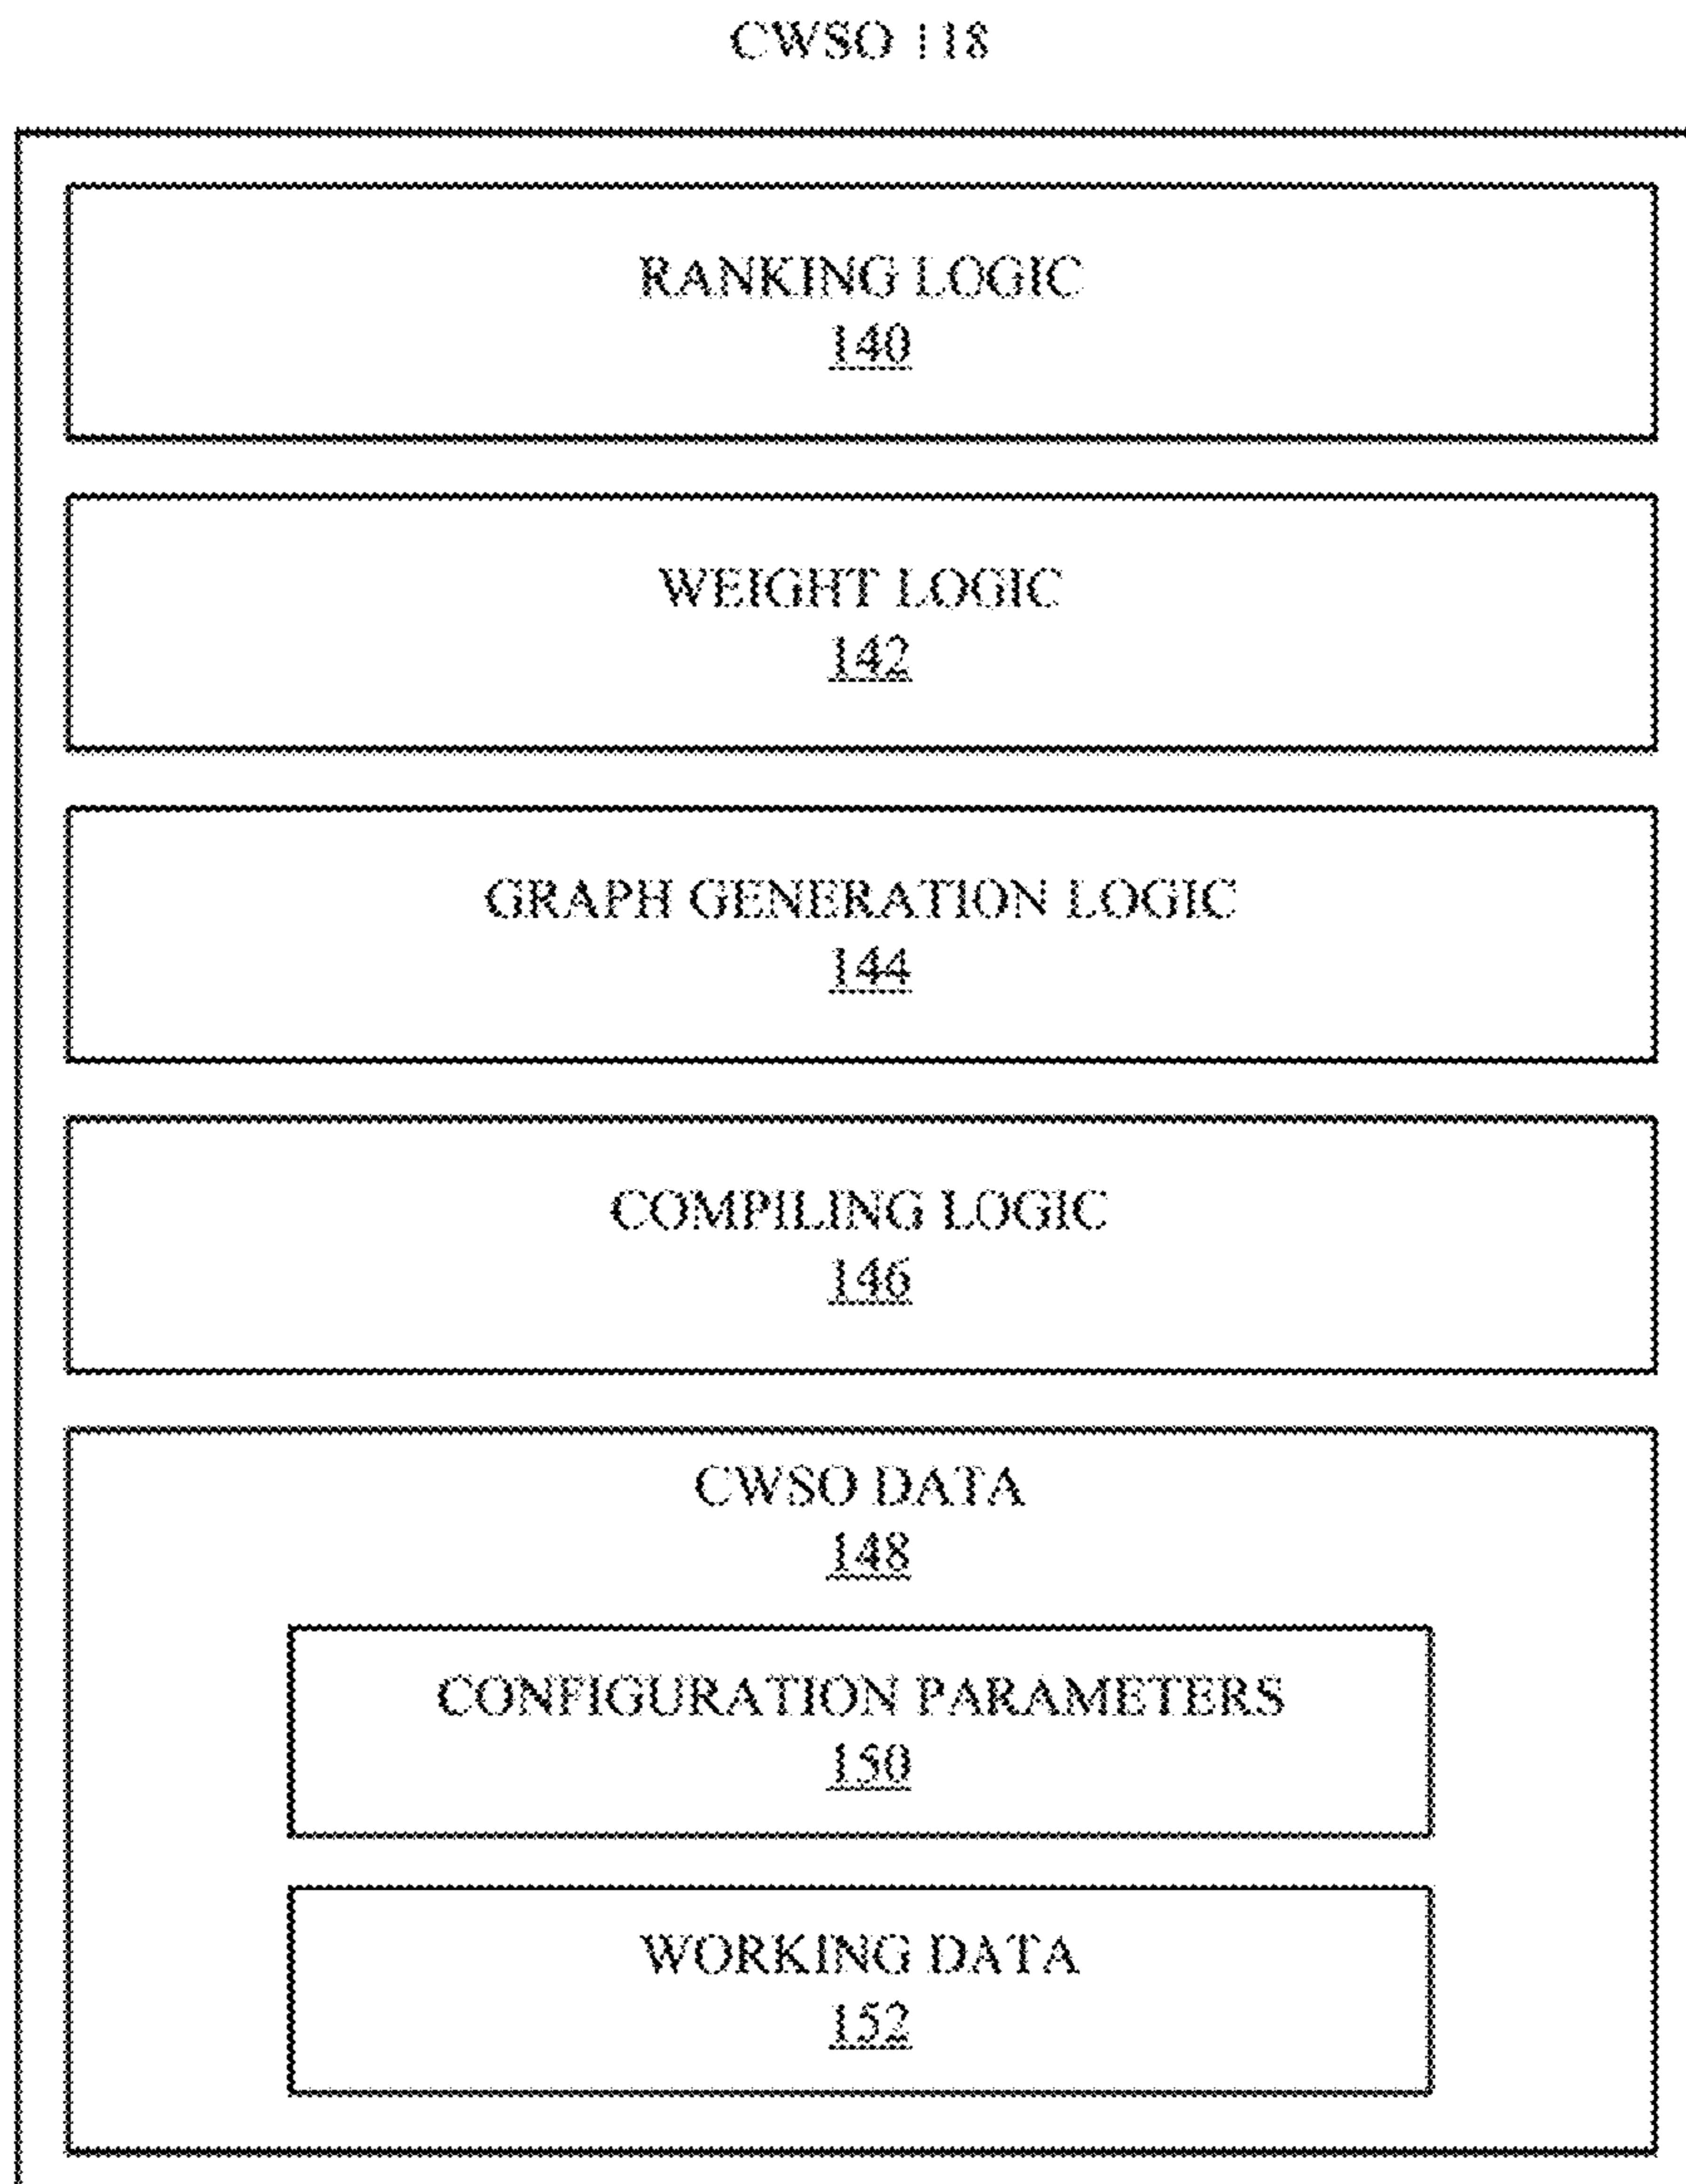 CWSO 118
RANKING LOGIC
140
WEIGHT LOGIC
142
GRAPH GENERATION LOGIC
144
COMPILING LOGIC
146
CWSO DATA
148
CONFIGURATION PARAMETERS
150
WORKING DATA
152